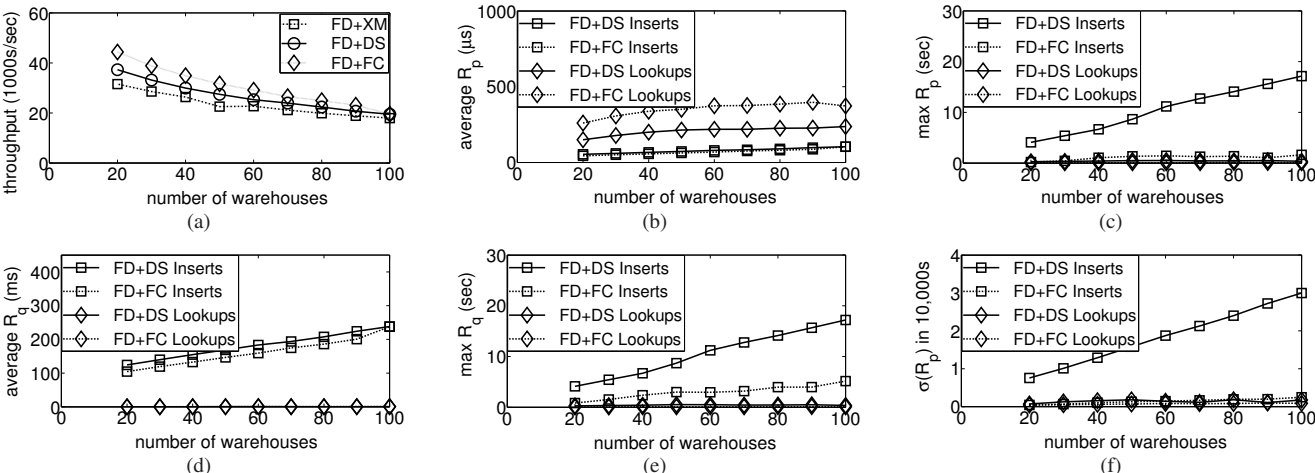 throughput (1000s/sec)
60
40
20
0
0 20 40 60 80 100
FD+XM
FD+DS
FD+FC
number of warehouses
(a)
average Rp (µs)
1000
500
0
0 20 40 60 80 100
FD+DS Inserts
FD+FC Inserts
FD+DS Lookups
FD+FC Lookups
number of warehouses
(b)
max Rp (sec)
30
20
10
0
0 20 40 60 80 100
FD+DS Inserts
FD+FC Inserts
FD+DS Lookups
FD+FC Lookups
number of warehouses
(c)
average Rq (ms)
400
300
200
100
0
0 20 40 60 80 100
FD+DS Inserts
FD+FC Inserts
FD+DS Lookups
FD+FC Lookups
number of warehouses
(d)
max Rq (sec)
30
20
10
0
0 20 40 60 80 100
FD+DS Inserts
FD+FC Inserts
FD+DS Lookups
FD+FC Lookups
number of warehouses
(e)
σ(Rp) in 10,000s
4
3
2
1
0
0 20 40 60 80 100
FD+DS Inserts
FD+FC Inserts
FD+DS Lookups
FD+FC Lookups
number of warehouses
(f)